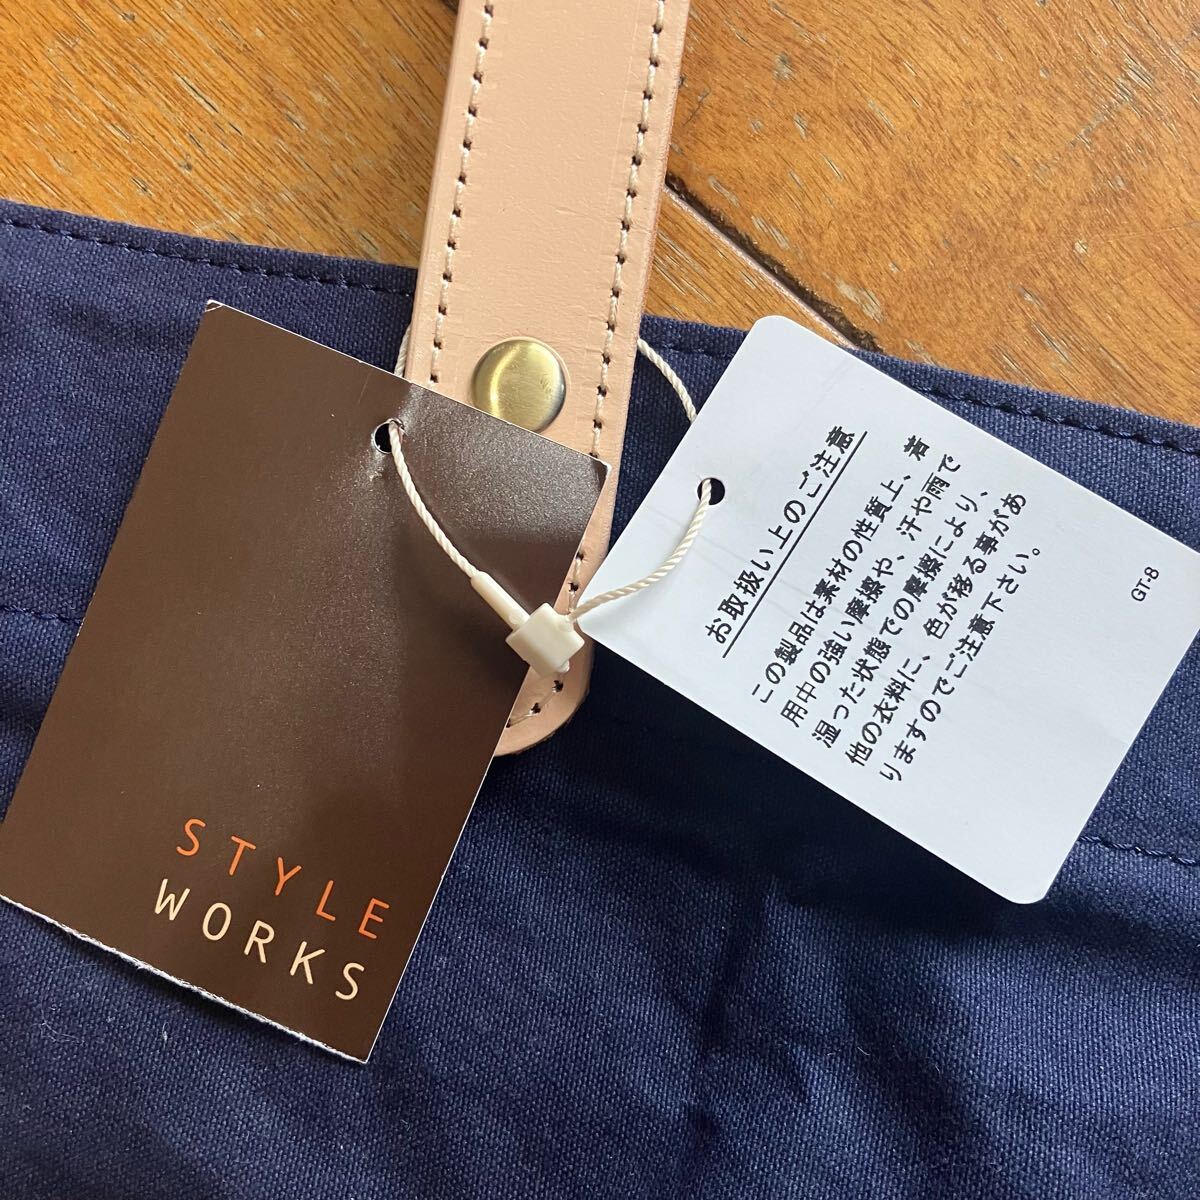 STYLE
WORKS
お取扱い上のご注意
この製品は素材の性質上、着
用中の強い摩擦や、汗や雨で
湿った状態での摩擦により、
他の衣料に、色が移る事があ
りますのでご注意下さい。
GT-8